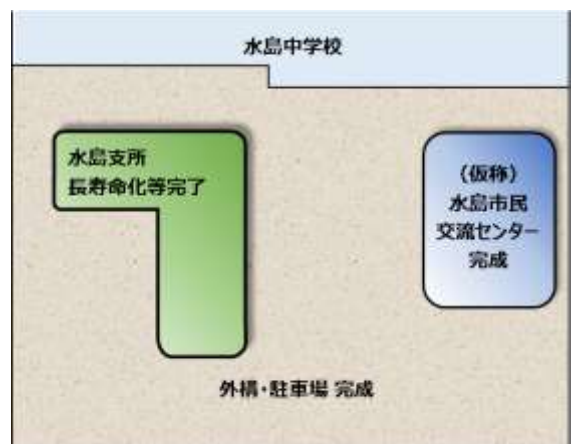 水島中学校
水島支所
長寿命化等完了
(仮称)
水島市民
交流センター
完成
外構・駐車場 完成